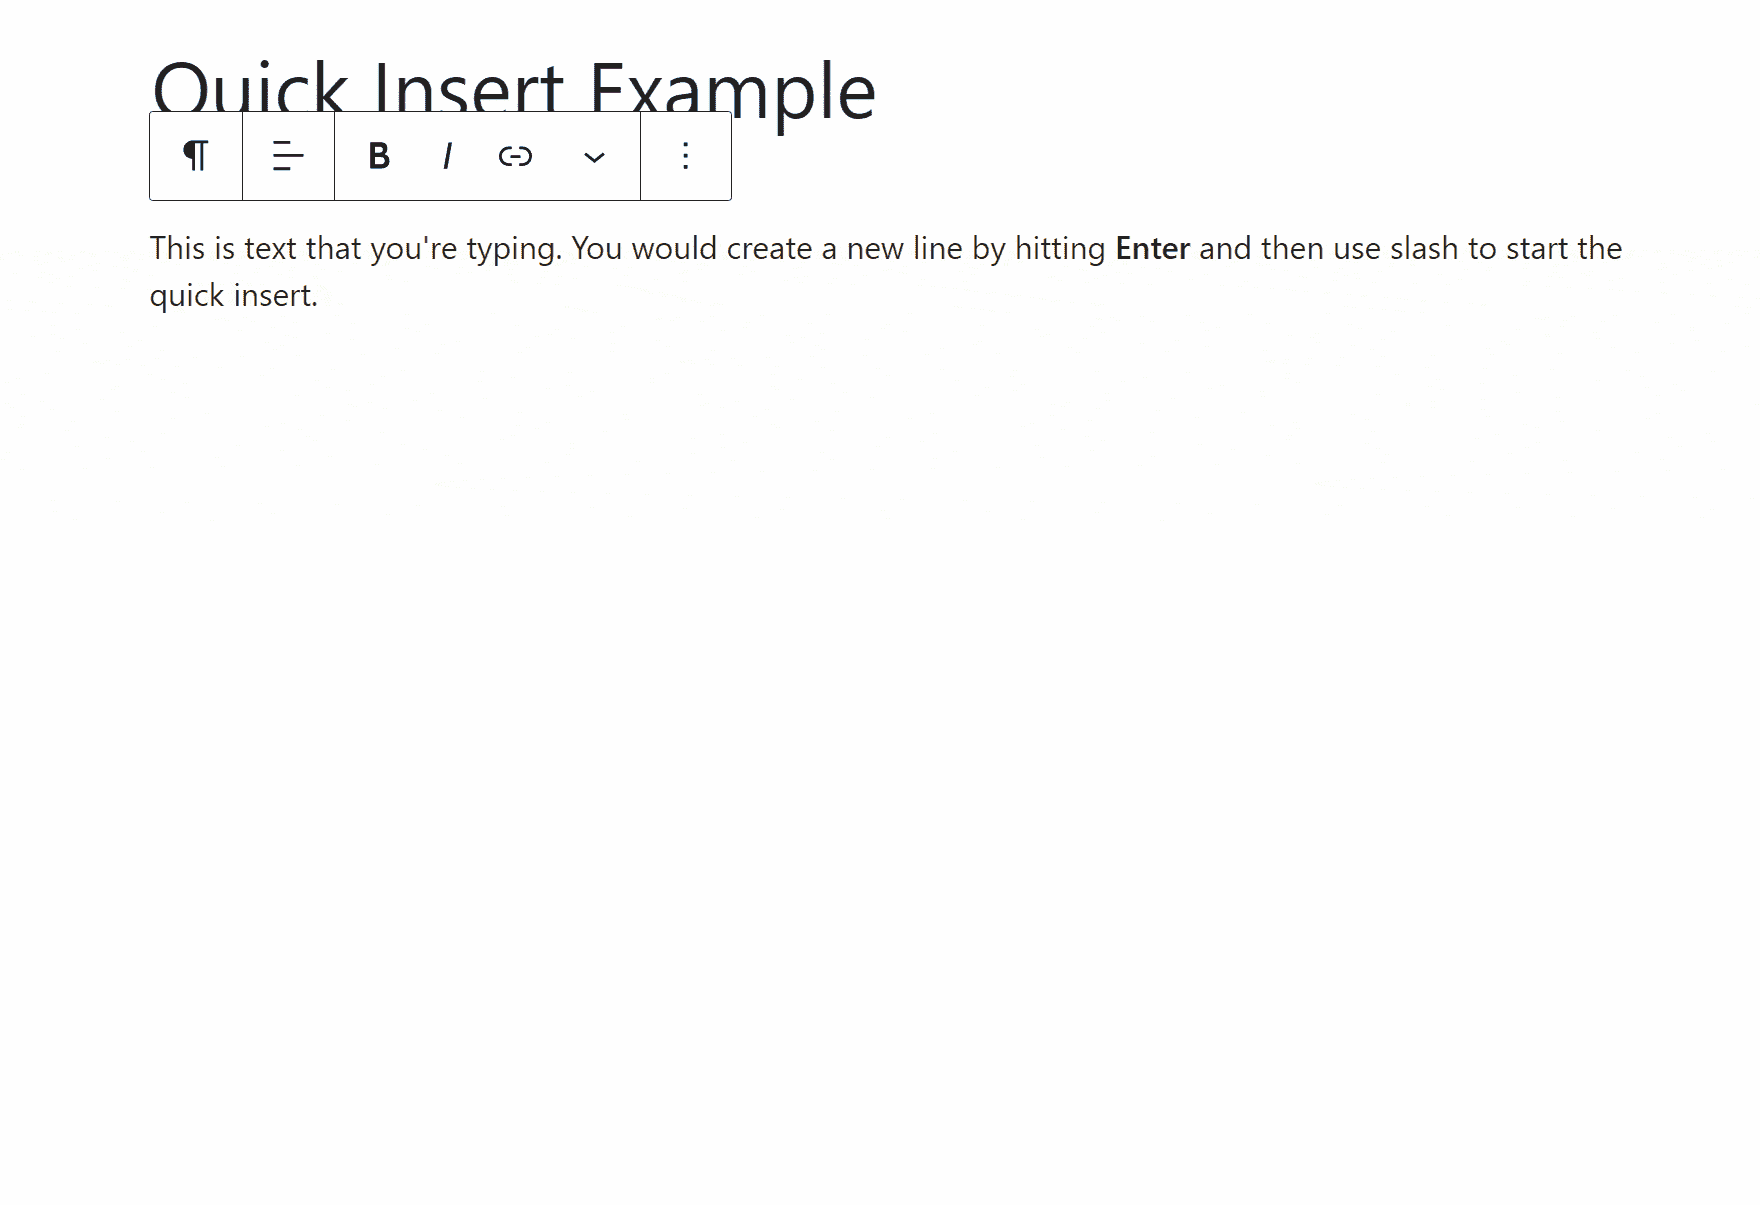 Quick Insert Example
B I
This is text that you're typing. You would create a new line by hitting Enter and then use slash to start the
quick insert.